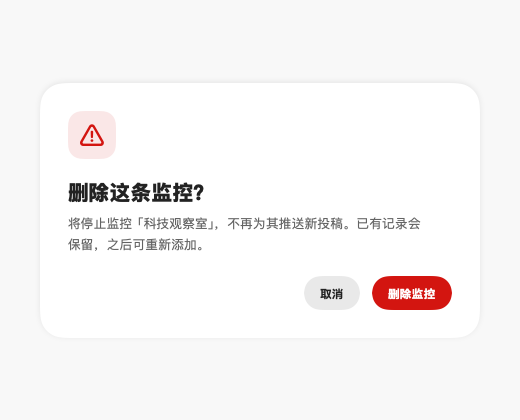 删除这条监控？
将停止监控「科技观察室」，不再为其推送新投稿。已有记录会
保留，之后可重新添加。
取消
删除监控